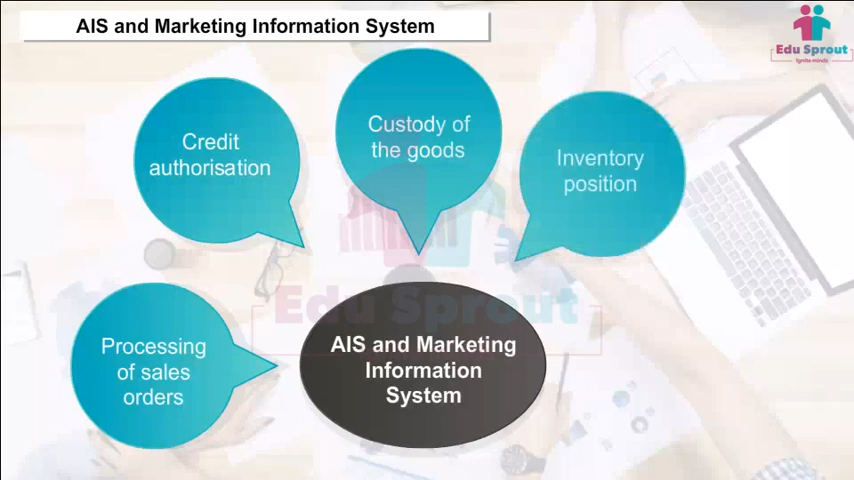 AIS and Marketing Information System
Edu Sprout
Ignite minds
Credit
authorisation
Custody of
the goods
Inventory
position
Processing
of sales
orders
Edu Sprout
AIS and Marketing
Information
System